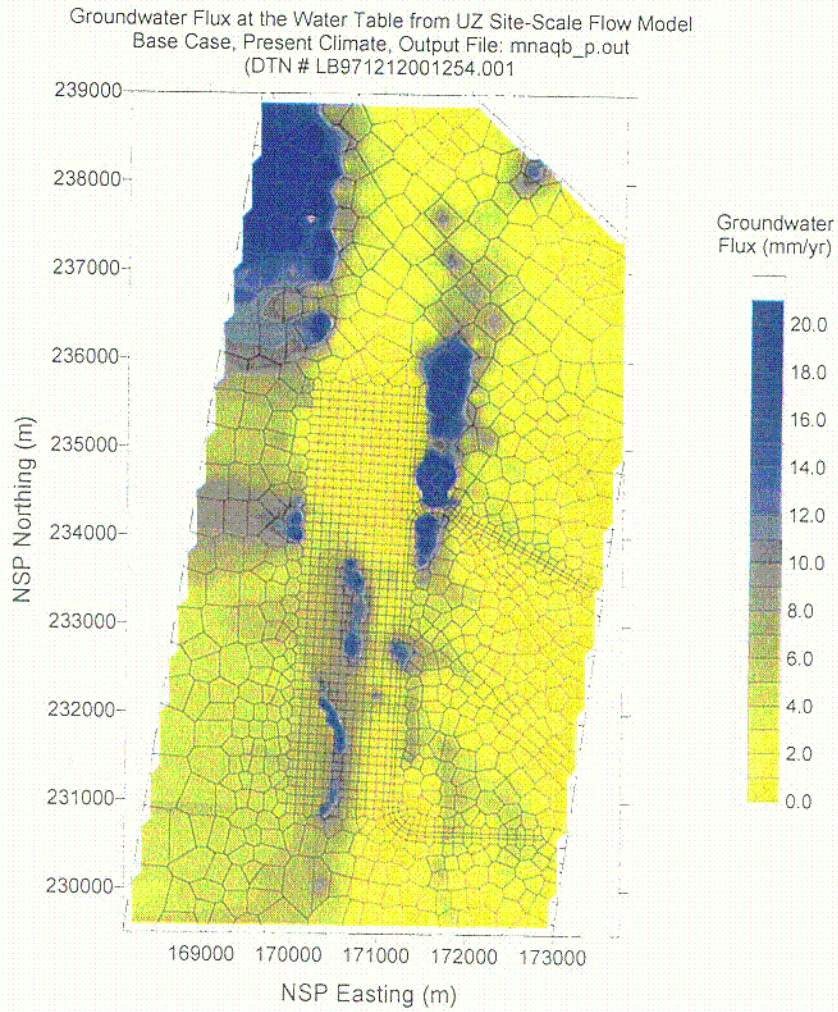 Groundwater Flux at the Water Table from UZ Site-Scale Flow Model
Base Case, Present Climate, Output File: mnaqb_p.out
(DTN # LB971212001254.001
239000
238000
237000
236000
235000
234000
233000
232000
231000
230000
NSP Northing (m)
169000 170000 171000 172000 173000
NSP Easting (m)
Groundwater
Flux (mm/yr)
20.0
18.0
16.0
14.0
12.0
10.0
8.0
6.0
4.0
2.0
0.0